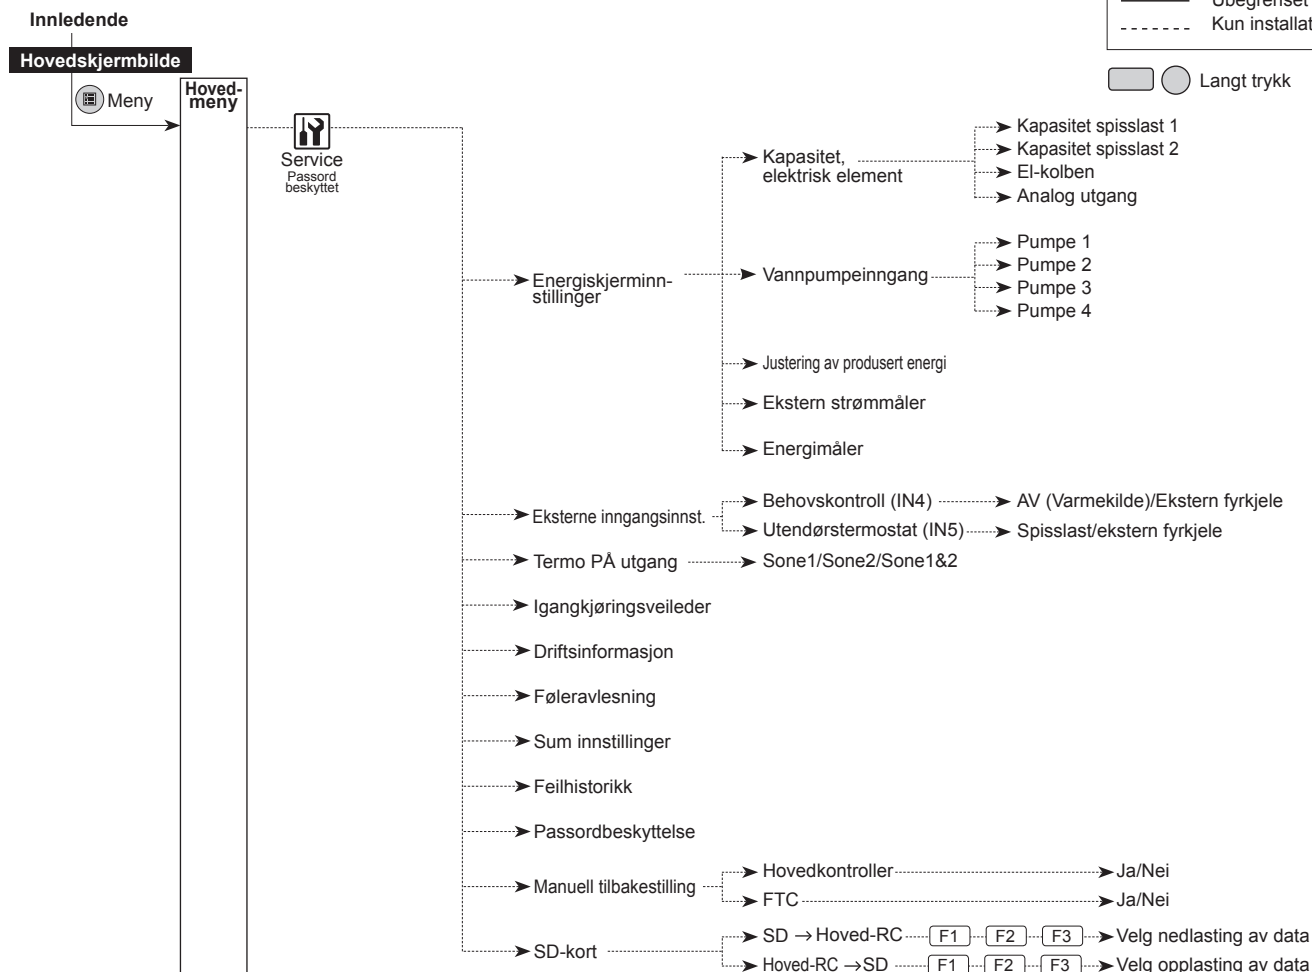 Innledende
Ubegrenset
Kun
Hovedskjermbilde
Langt trykk
Meny
Hoved-
meny
Service
Passord
beskyttet
Kapasitet,
elektrisk element
Kapasitet spisslast 1
Kapasitet spisslast 2
El-kolben
Analog utgang
Energiskjerminn-
stillinger
Vannpumpeinngang
Pumpe 1
Pumpe 2
Pumpe 3
Pumpe 4
Justering av produsert energi
Ekstern strømmåler
Energimåler
Eksterne inngangsinnst.
Behovskontroll (IN4)
AV (Varmekilde)/Ekstern fyrkjele
Utendørstermostat (IN5)
Spisslast/ekstern fyrkjele
Termo PÅ utgang
Sone1/Sone2/Sone1&2
Igangkjøringsveileder
Driftsinformasjon
Føleravlesning
Sum innstillinger
Feilhistorikk
Passordbeskyttelse
Manuell tilbakestilling
Hovedkontroller
Ja/Nei
FTC
Ja/Nei
SD-kort
SD → Hoved-RC F1 F2 F3 Velg nedlasting av data
Hoved-RC → SD F1 F2 F3 Velg opplasting av data